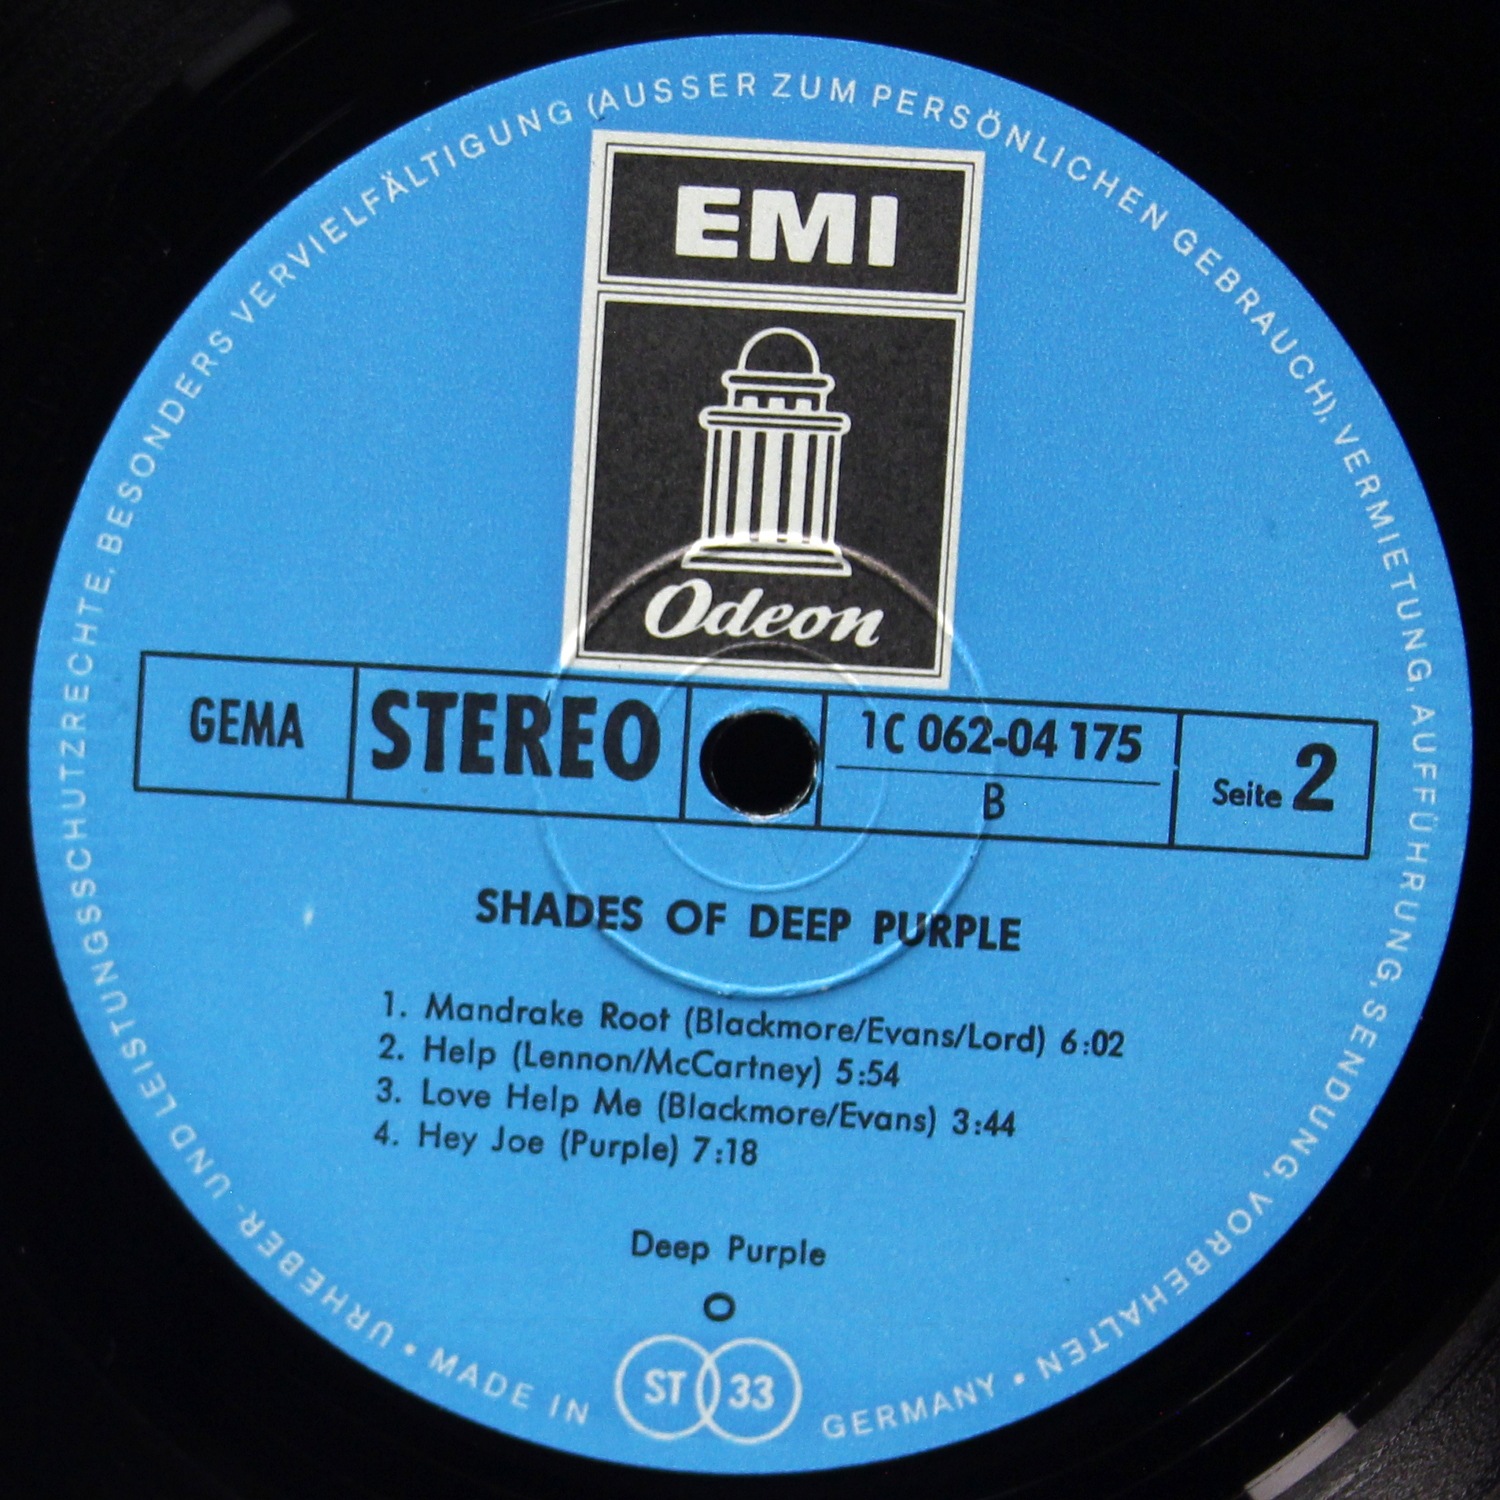 URHEBER- UND LEISTUNGSSCHUTZRECHTE, BESONDERS VERVIELFÄLTIGUNG (AUSSER ZUM PERSÖNLICHEN GEBRAUCH), VERMIETUNG, AUFFÜHRUNG, SENDUNG, VORBEHALTEN •
EMI
Odeon
GEMA
STEREO
1C 062-04 175
B
Seite 2
SHADES OF DEEP PURPLE
1. Mandrake Root (Blackmore/Evans/Lord) 6:02
2. Help (Lennon/McCartney) 5:54
3. Love Help Me (Blackmore/Evans) 3:44
4. Hey Joe (Purple) 7:18
Deep Purple
O
• MADE IN ST 33 GERMANY